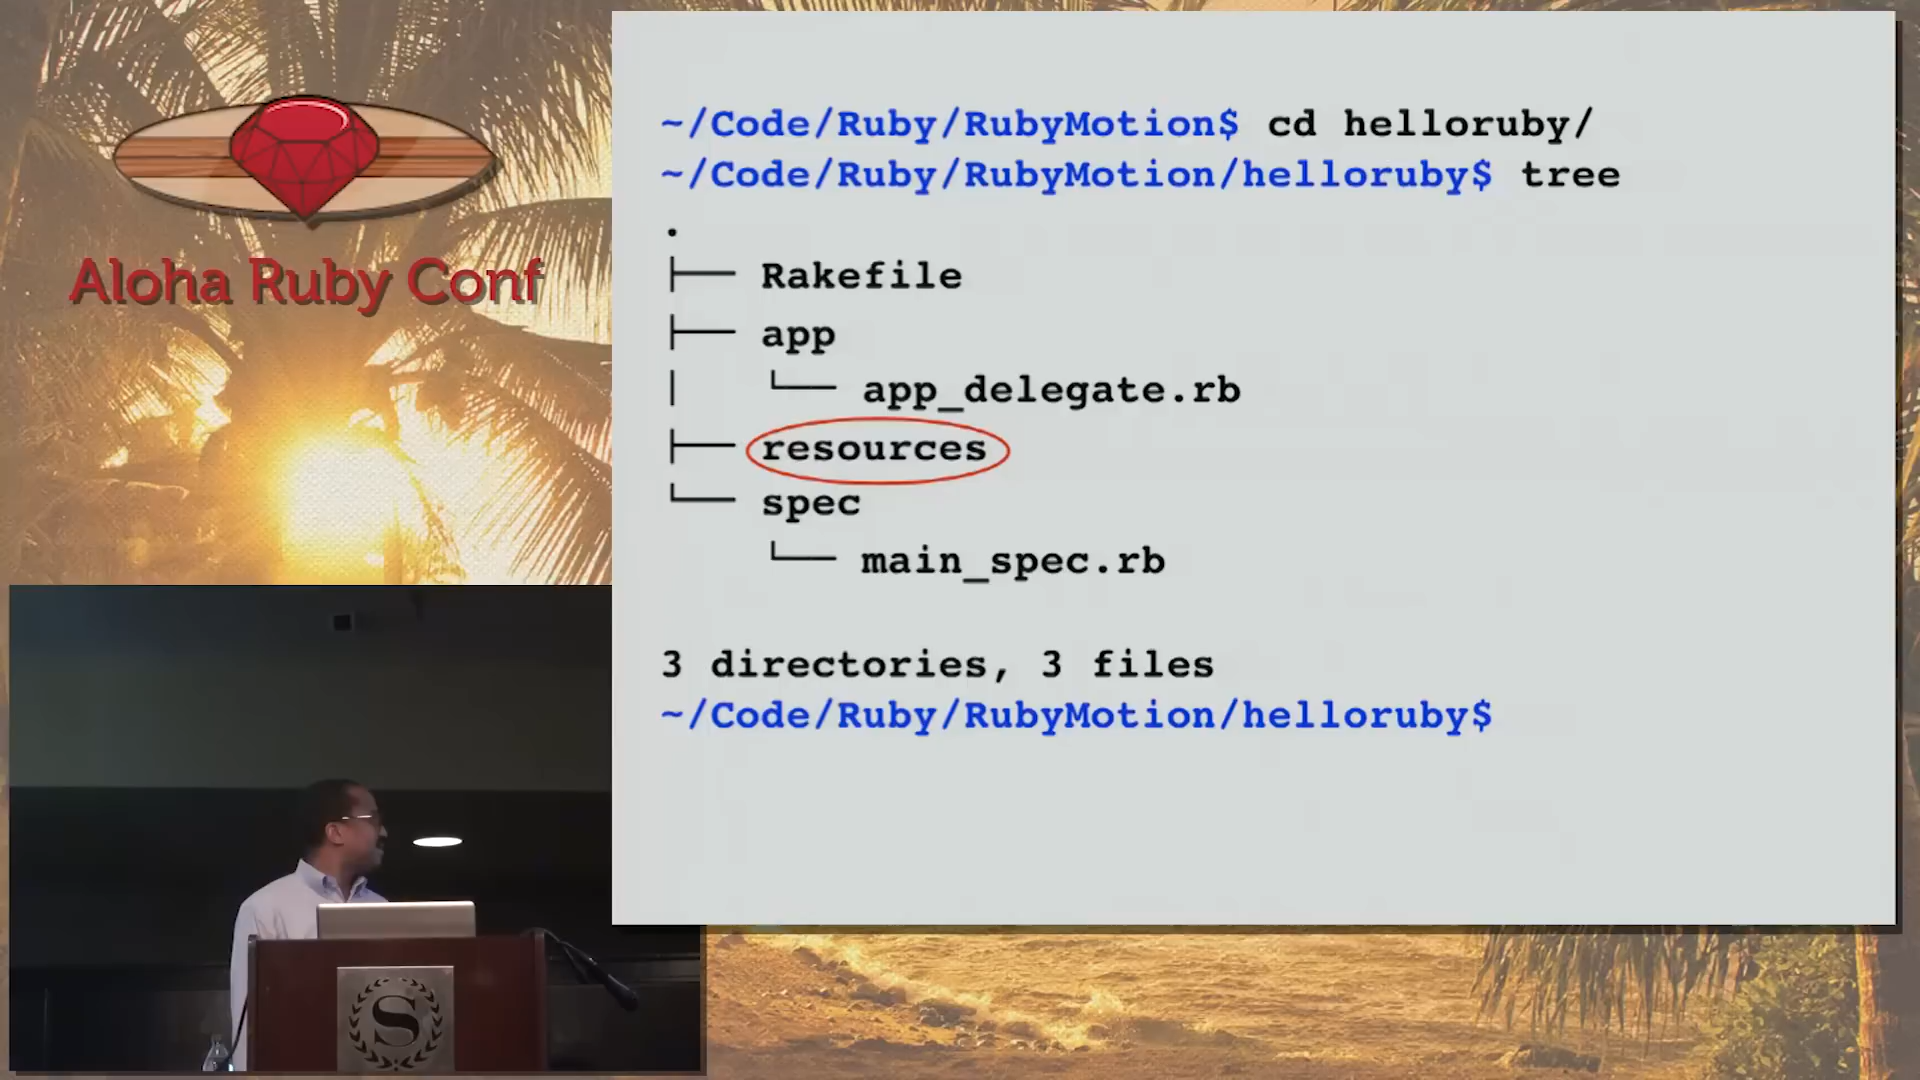 Aloha Ruby Conf
~/Code/Ruby/RubyMotion$ cd helloruby/
~/Code/Ruby/RubyMotion/helloruby$ tree
.
├── Rakefile
├── app
│   └── app_delegate.rb
├── resources
└── spec
    └── main_spec.rb
3 directories, 3 files
~/Code/Ruby/RubyMotion/helloruby$
S